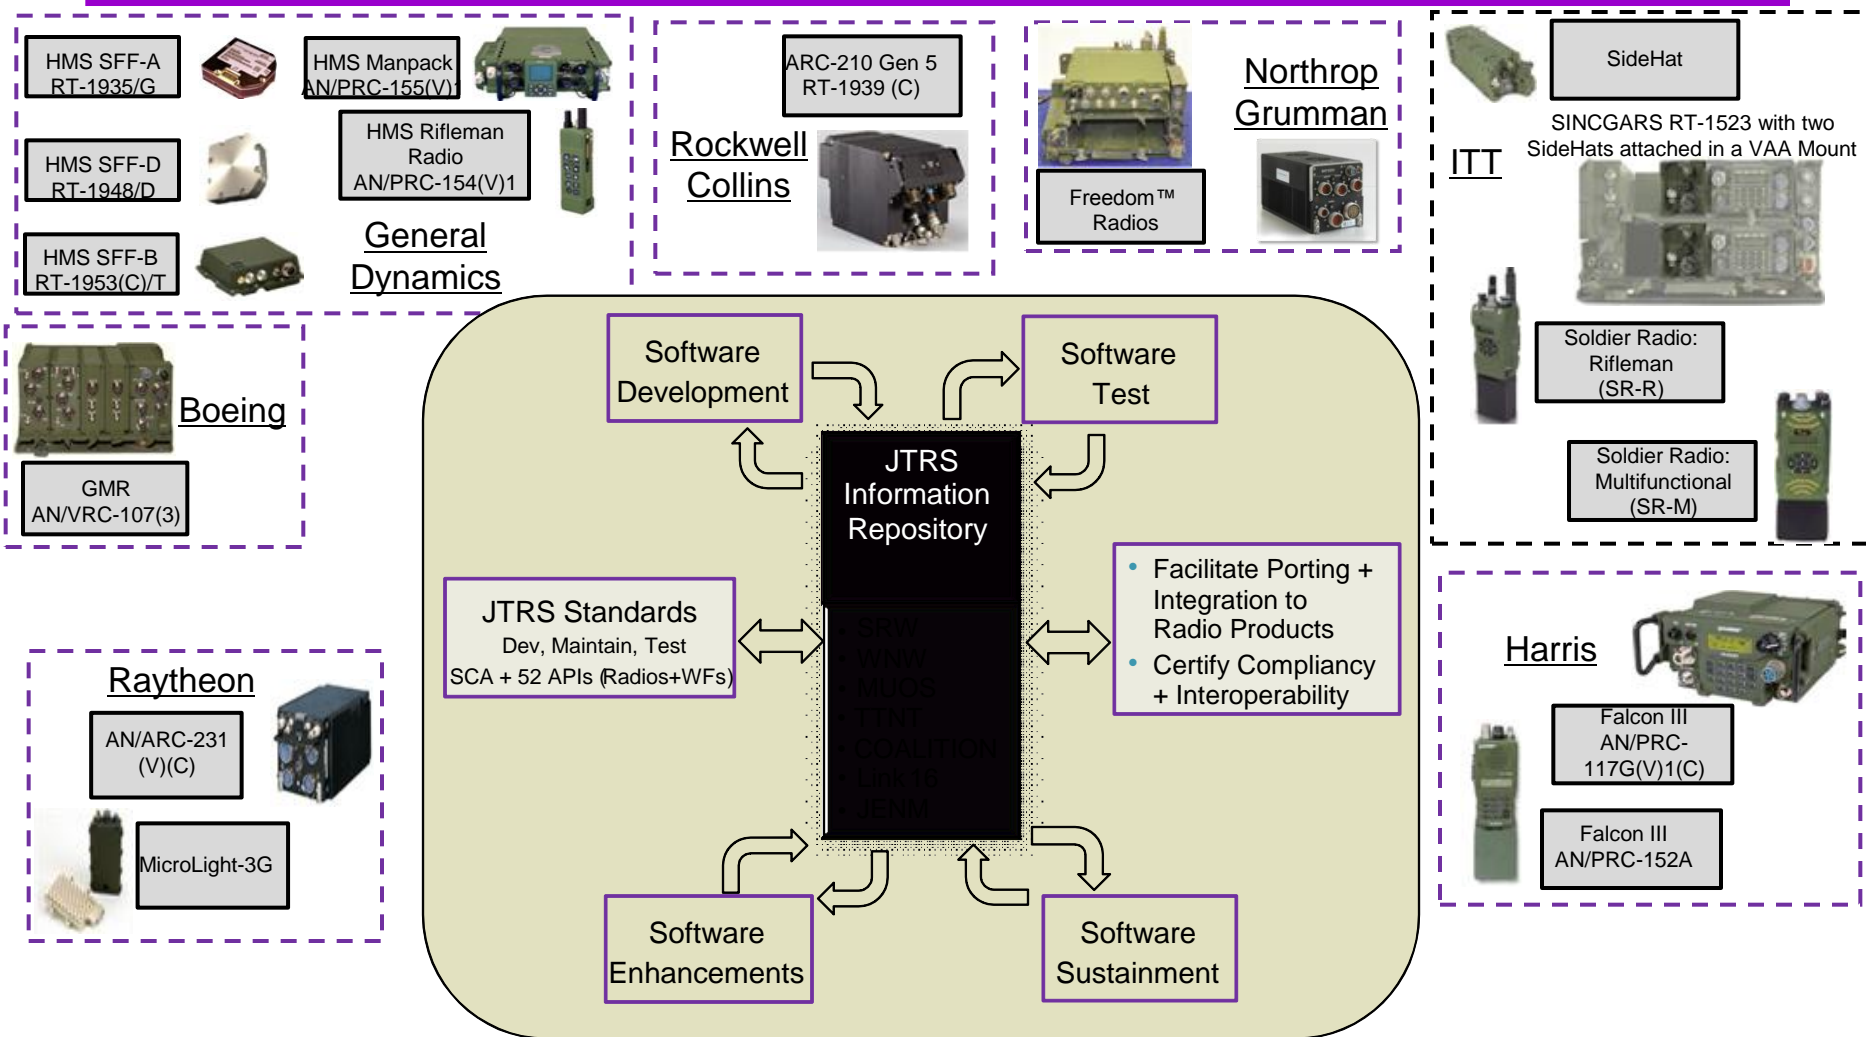 HMS SFF-A
RT-1935/G
HMS Manpack
AN/PRC-155(V)1
HMS SFF-D
RT-1948/D
HMS Rifleman
Radio
AN/PRC-154(V)1
HMS SFF-B
RT-1953(C)/T
General
Dynamics
Rockwell
Collins
ARC-210 Gen 5
RT-1939 (C)
Northrop
Grumman
Freedom™
Radios
SideHat
SINCGARS RT-1523 with two
SideHats attached in a VAA Mount
ITT
Soldier Radio:
Rifleman
(SR-R)
Soldier Radio:
Multifunctional
(SR-M)
Boeing
GMR
AN/VRC-107(3)
Software
Development
Software
Test
JTRS
Information
Repository
• SRW
• WNW
• MUOS
• TTNT
• COALITION
• Link 16
• JENM
JTRS Standards
Dev, Maintain, Test
SCA + 52 APIs (Radios+WFs)
• Facilitate Porting +
Integration to
Radio Products
• Certify Compliancy
+ Interoperability
Software
Enhancements
Software
Sustainment
Raytheon
AN/ARC-231
(V)(C)
MicroLight-3G
Harris
Falcon III
AN/PRC-
117G(V)1(C)
Falcon III
AN/PRC-152A